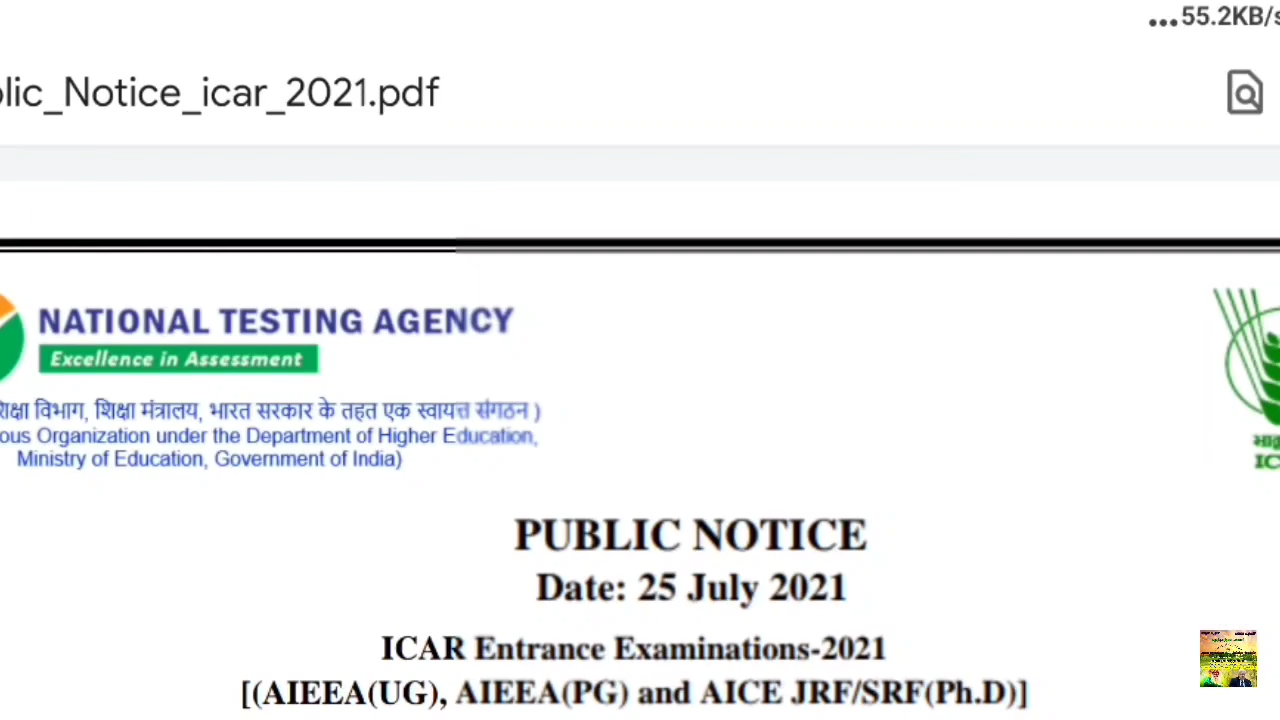 ...55.2KB/s
blic_Notice_icar_2021.pdf
NATIONAL TESTING AGENCY
Excellence in Assessment
विभाग, शिक्षा मंत्रालय, भारत सरकार के तहत एक स्वायत्त संगठन )
ous Organization under the Department of Higher Education,
Ministry of Education, Government of India)
IC
PUBLIC NOTICE
Date: 25 July 2021
ICAR Entrance Examinations-2021
[(AIEEA(UG), AIEEA(PG) and AICE JRF/SRF(Ph.D)]